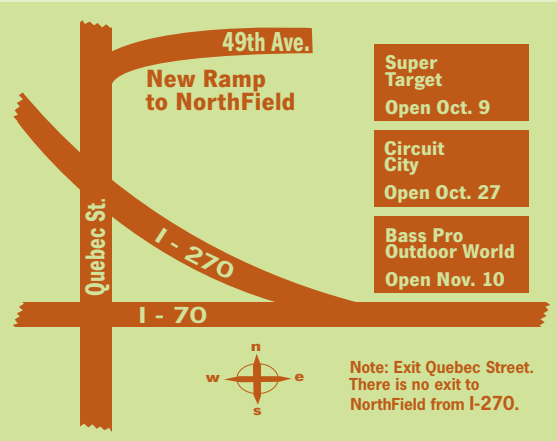 49th Ave.
New Ramp
to NorthField
Super
Target
Open Oct. 9
Circuit
City
Open Oct. 27
Bass Pro
Outdoor World
Open Nov. 10
Quebec St.
I - 270
I - 70
n
w e
s
Note: Exit Quebec Street.
There is no exit to
NorthField from I-270.